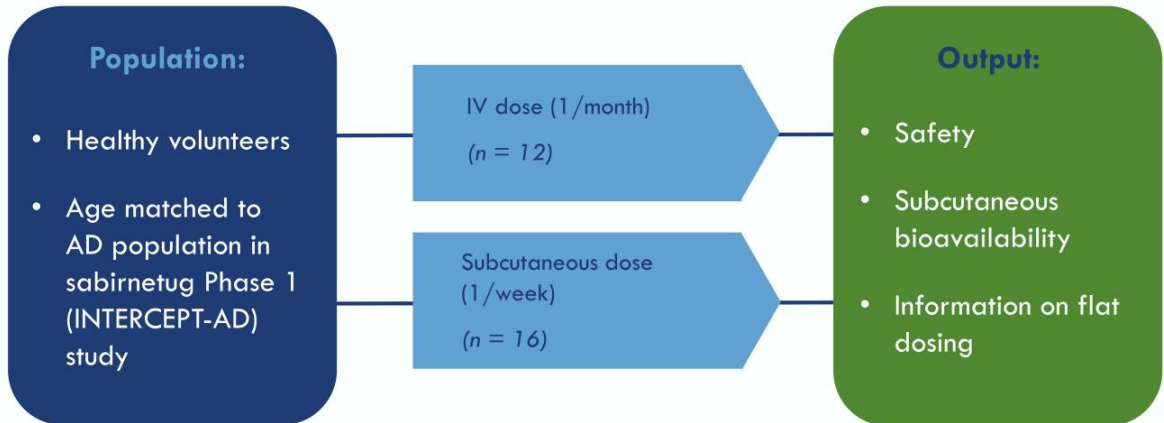 Population:
• Healthy volunteers
• Age matched to
AD population in
sabirnetug Phase 1
(INTERCEPT-AD)
study
IV dose (1/month)
(n = 12)
Subcutaneous dose
(1/week)
(n = 16)
Output:
• Safety
• Subcutaneous
bioavailability
• Information on flat
dosing